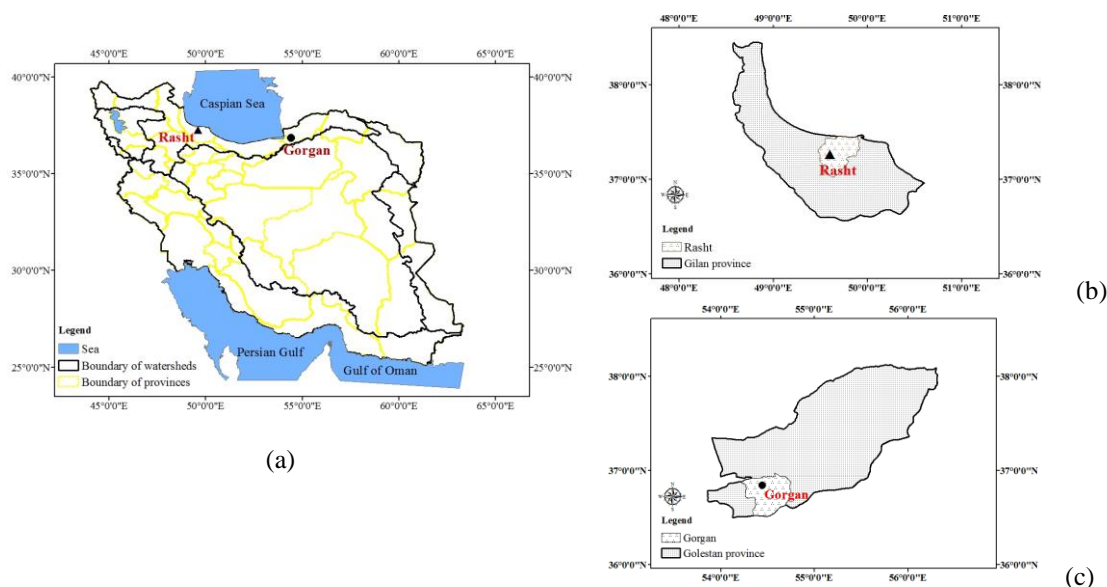 45°0'0"E 50°0'0"E 55°0'0"E 60°0'0"E 65°0'0"E
40°0'0"N 40°0'0"N
Caspian Sea
Rasht
Gorgan
35°0'0"N 35°0'0"N
30°0'0"N 30°0'0"N
Legend
Sea
Boundary of watersheds
Boundary of provinces
Persian Gulf
Gulf of Oman
25°0'0"N 25°0'0"N
45°0'0"E 50°0'0"E 55°0'0"E 60°0'0"E 65°0'0"E
(a)
48°0'0"E 49°0'0"E 50°0'0"E 51°0'0"E
38°0'0"N 38°0'0"N
Rasht
37°0'0"N 37°0'0"N
N
W E
S
Legend
Rasht
Gilan province
36°0'0"N 36°0'0"N
48°0'0"E 49°0'0"E 50°0'0"E 51°0'0"E
(b)
54°0'0"E 55°0'0"E 56°0'0"E
38°0'0"N 38°0'0"N
37°0'0"N 37°0'0"N
Gorgan
N
W E
S
Legend
Gorgan
Golestan province
36°0'0"N 36°0'0"N
54°0'0"E 55°0'0"E 56°0'0"E
(c)